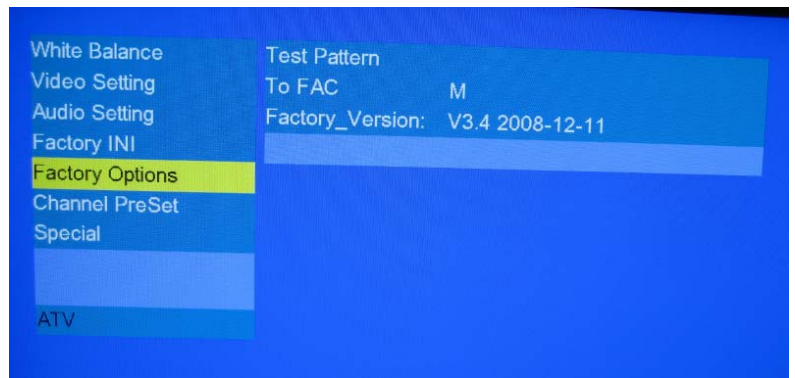 White Balance
Video Setting
Audio Setting
Factory INI
Factory Options
Channel PreSet
Special
ATV
Test Pattern
To FAC M
Factory_Version: V3.4 2008-12-11